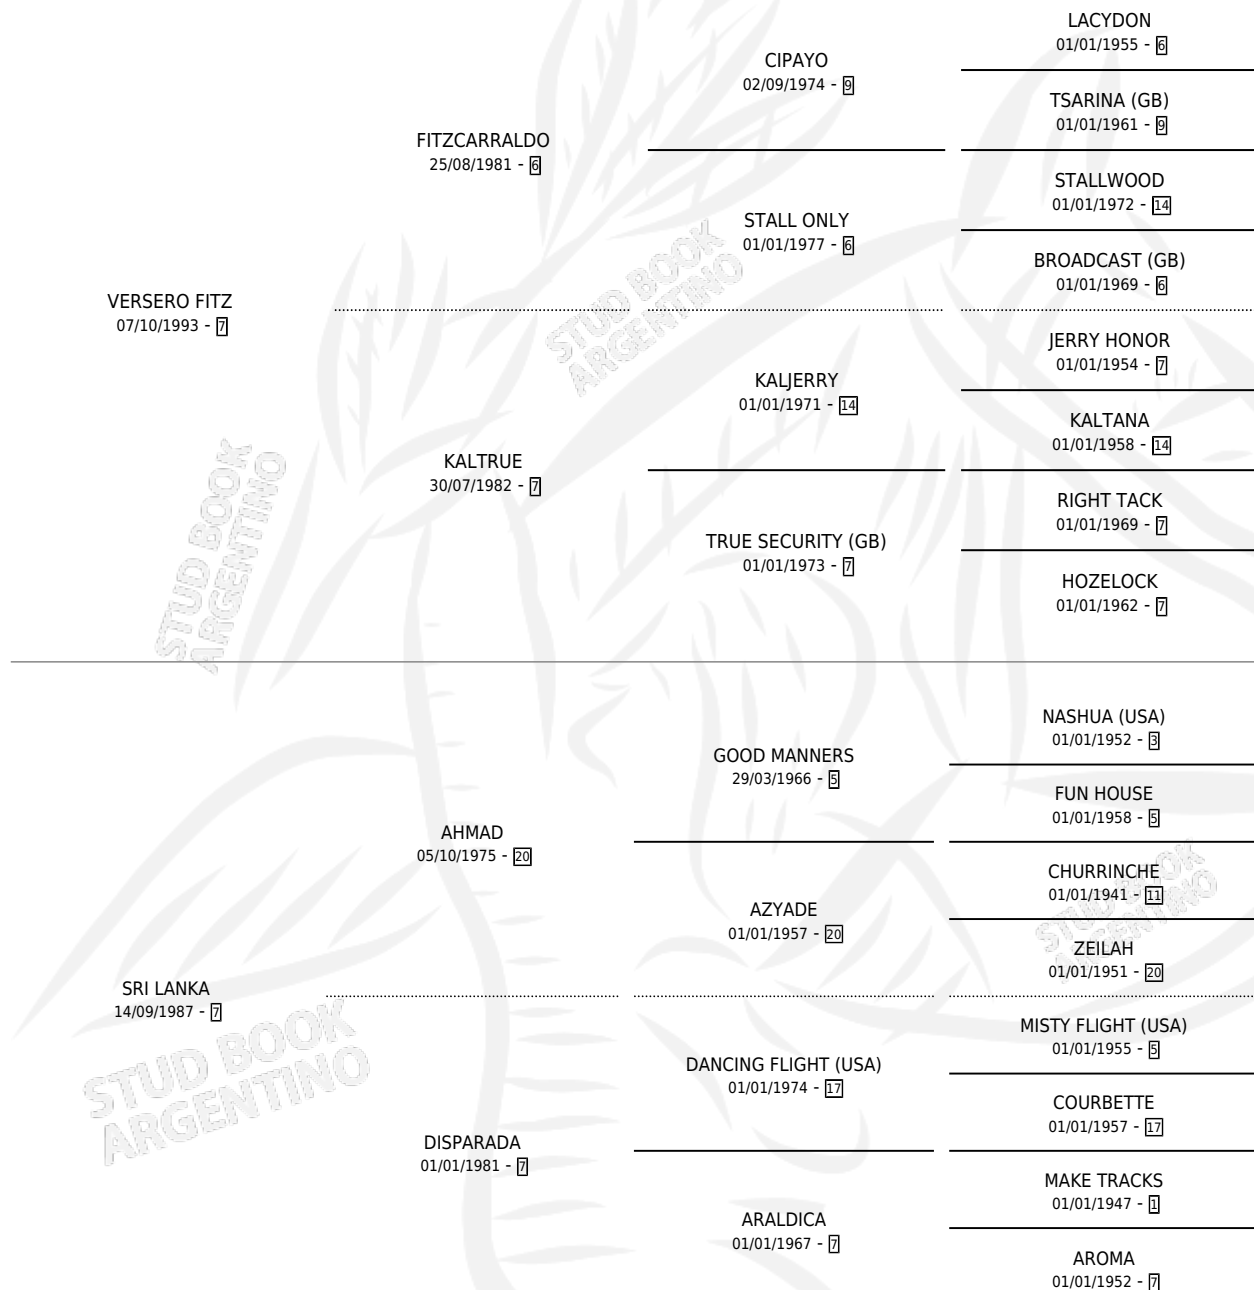 LACYDON
01/01/1955 - 6
CIPAYO
02/09/1974 - 9
TSARINA (GB)
01/01/1961 - 9
FITZCARRALDO
25/08/1981 - 6
STALLWOOD
01/01/1972 - 14
STALL ONLY
01/01/1977 - 6
BROADCAST (GB)
01/01/1969 - 6
VERSERO FITZ
07/10/1993 - 7
JERRY HONOR
01/01/1954 - 7
KALJERRY
01/01/1971 - 14
KALTANA
01/01/1958 - 14
KALTRUE
30/07/1982 - 7
RIGHT TACK
01/01/1969 - 7
TRUE SECURITY (GB)
01/01/1973 - 7
HOZELOCK
01/01/1962 - 7
NASHUA (USA)
01/01/1952 - 3
GOOD MANNERS
29/03/1966 - 5
FUN HOUSE
01/01/1958 - 5
AHMAD
05/10/1975 - 20
CHURRINCHE
01/01/1941 - 11
AZYADE
01/01/1957 - 20
ZEILAH
01/01/1951 - 20
SRI LANKA
14/09/1987 - 7
MISTY FLIGHT (USA)
01/01/1955 - 5
DANCING FLIGHT (USA)
01/01/1974 - 17
COURBETTE
01/01/1957 - 17
DISPARADA
01/01/1981 - 7
MAKE TRACKS
01/01/1947 - 1
ARALDICA
01/01/1967 - 7
AROMA
01/01/1952 - 7
STUD BOOK
ARGENTINO
STUD BOOK
ARGENTINO
STUD BOOK
ARGENTINO
STUD BOOK
ARGENTINO